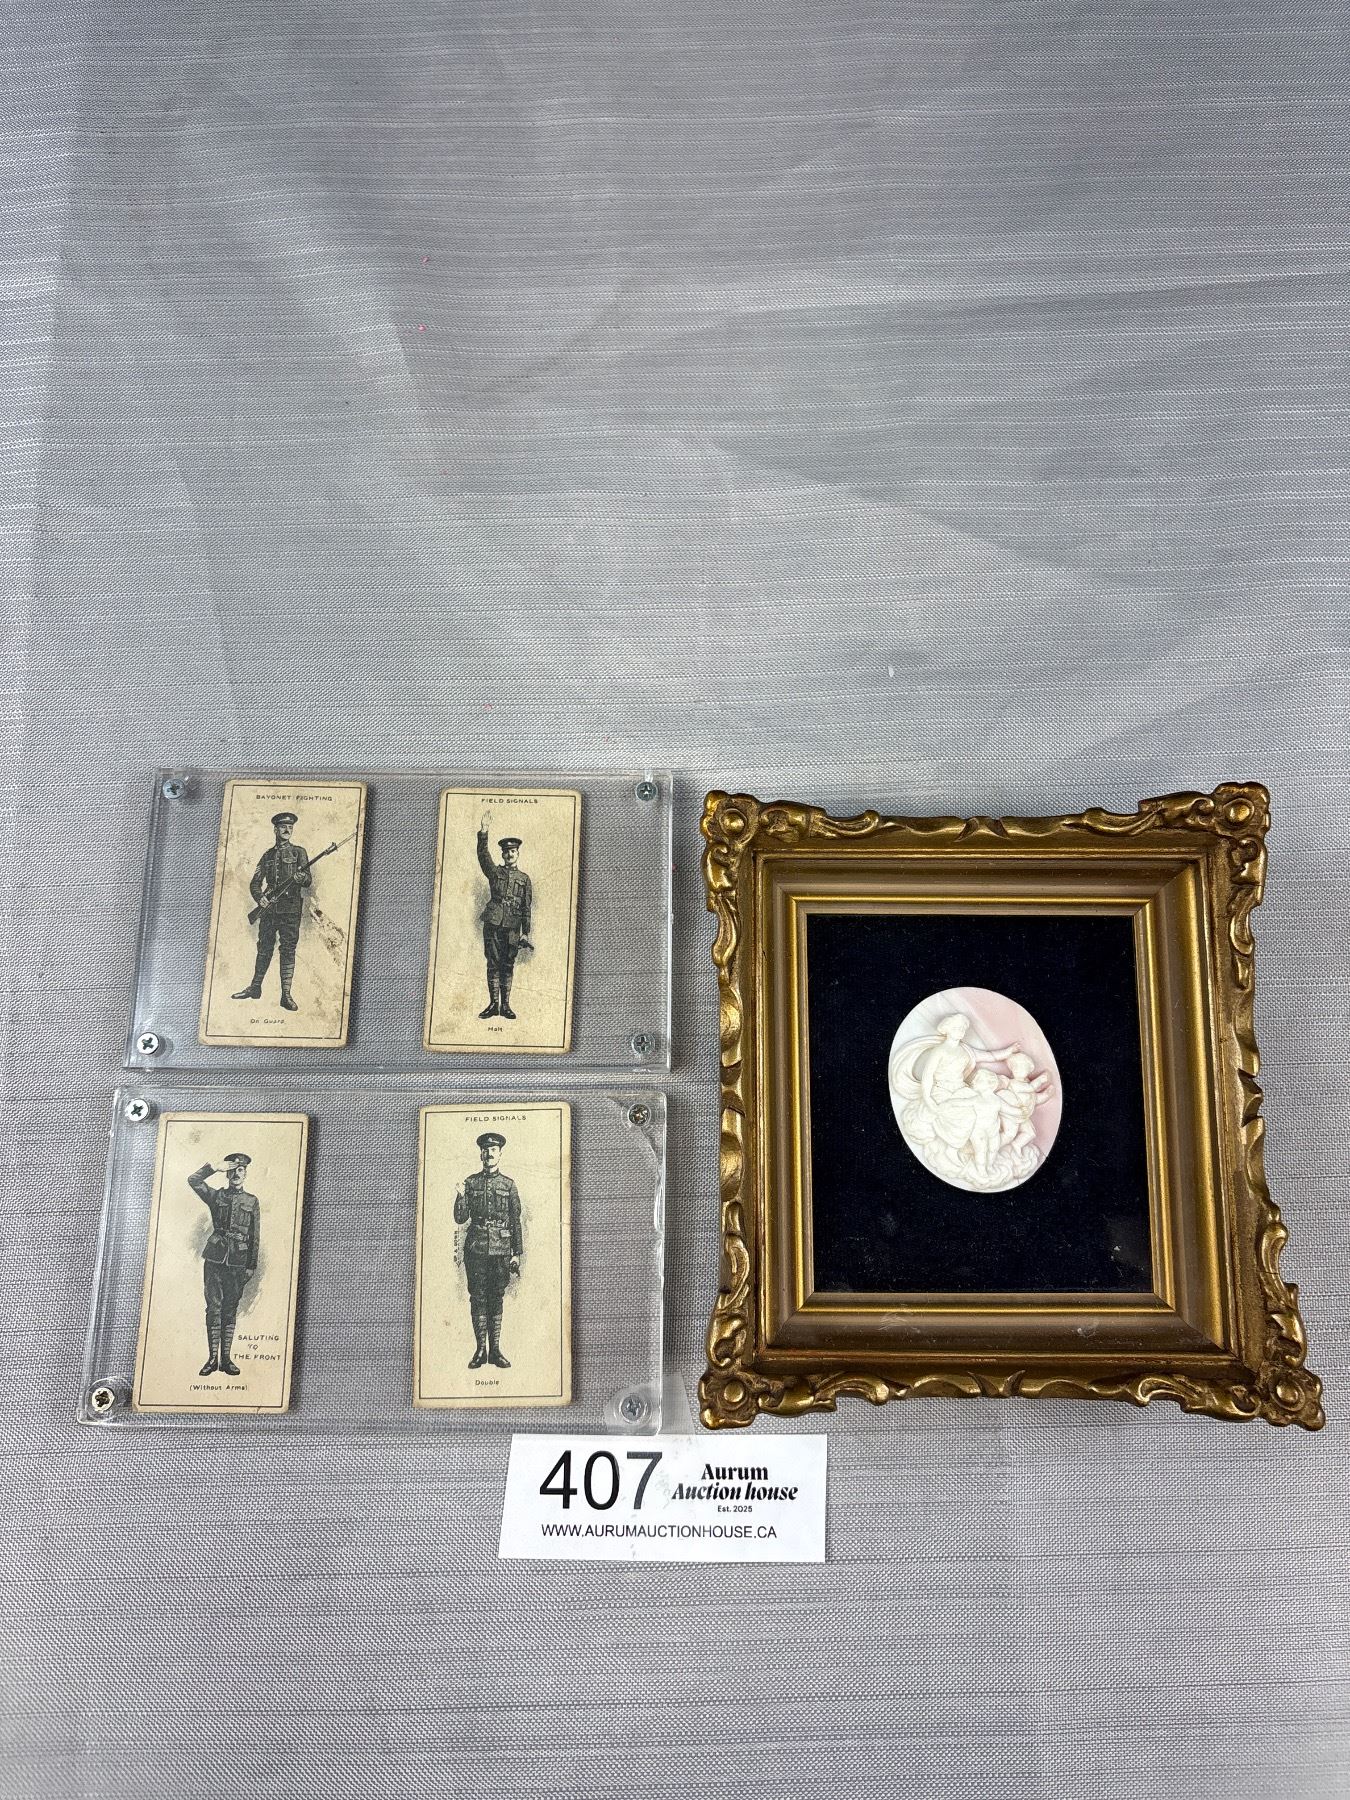 BAYONET FIGHTING
On Guard
FIELD SIGNALS
Halt
SALUTING
TO
THE FRONT
(Without Arms)
FIELD SIGNALS
Double
407
Aurum
Auction house
Est. 2025
WWW.AURUMAUCTIONHOUSE.CA